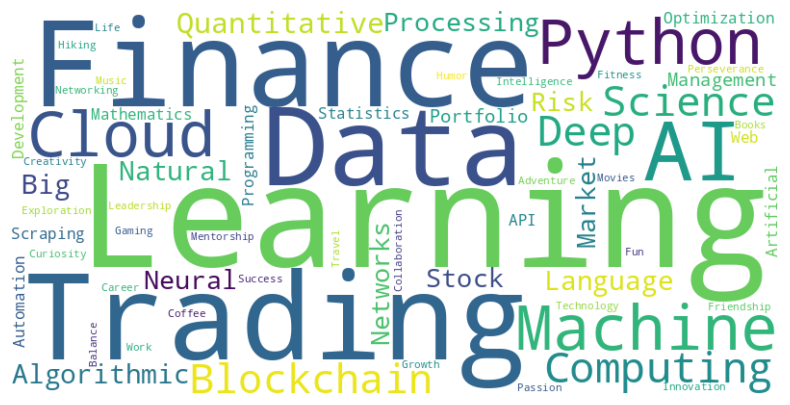 Finance
Quantitative
Processing
Python
Optimization
Life
Hiking
Music
Networking
Humor
Intelligence
Fitness
Perseverance
Management
Development
Mathematics
Statistics
Portfolio
Risk
Science
Cloud
Data
Programming
Deep
AI
Books
Web
Creativity
Natural
Big
Learning
Adventure
Movies
Market
Artificial
Exploration
Leadership
Scraping
Gaming
Mentorship
Collaboration
API
Curiosity
Travel
Fun
Networks
Automation
Trading
Neural
Success
Stock
Language
Career
Coffee
Technology
Friendship
Machine
Balance
Work
Growth
Computing
Algorithmic
Blockchain
Passion
Innovation